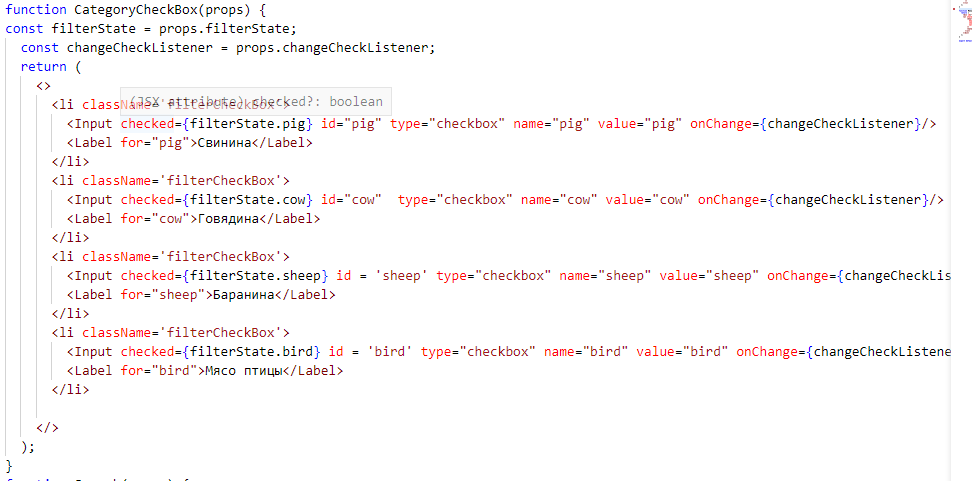 function CategoryCheckBox(props) {
const filterState = props.filterState;
const changeCheckListener = props.changeCheckListener;
return (
<>
(JSX attribute) checked?: boolean
<li className='filterCheckBox'>
<Input checked={filterState.pig} id="pig" type="checkbox" name="pig" value="pig" onChange={changeCheckListener}/>
<Label for="pig">Свинина</Label>
</li>
<li className='filterCheckBox'>
<Input checked={filterState.cow} id="cow"  type="checkbox" name="cow" value="cow" onChange={changeCheckListener}/>
<Label for="cow">Говядина</Label>
</li>
<li className='filterCheckBox'>
<Input checked={filterState.sheep} id = 'sheep' type="checkbox" name="sheep" value="sheep" onChange={changeCheckLis
<Label for="sheep">Баранина</Label>
</li>
<li className='filterCheckBox'>
<Input checked={filterState.bird} id = 'bird' type="checkbox" name="bird" value="bird" onChange={changeCheckListene
<Label for="bird">Мясо птицы</Label>
</li>
</>
);
}